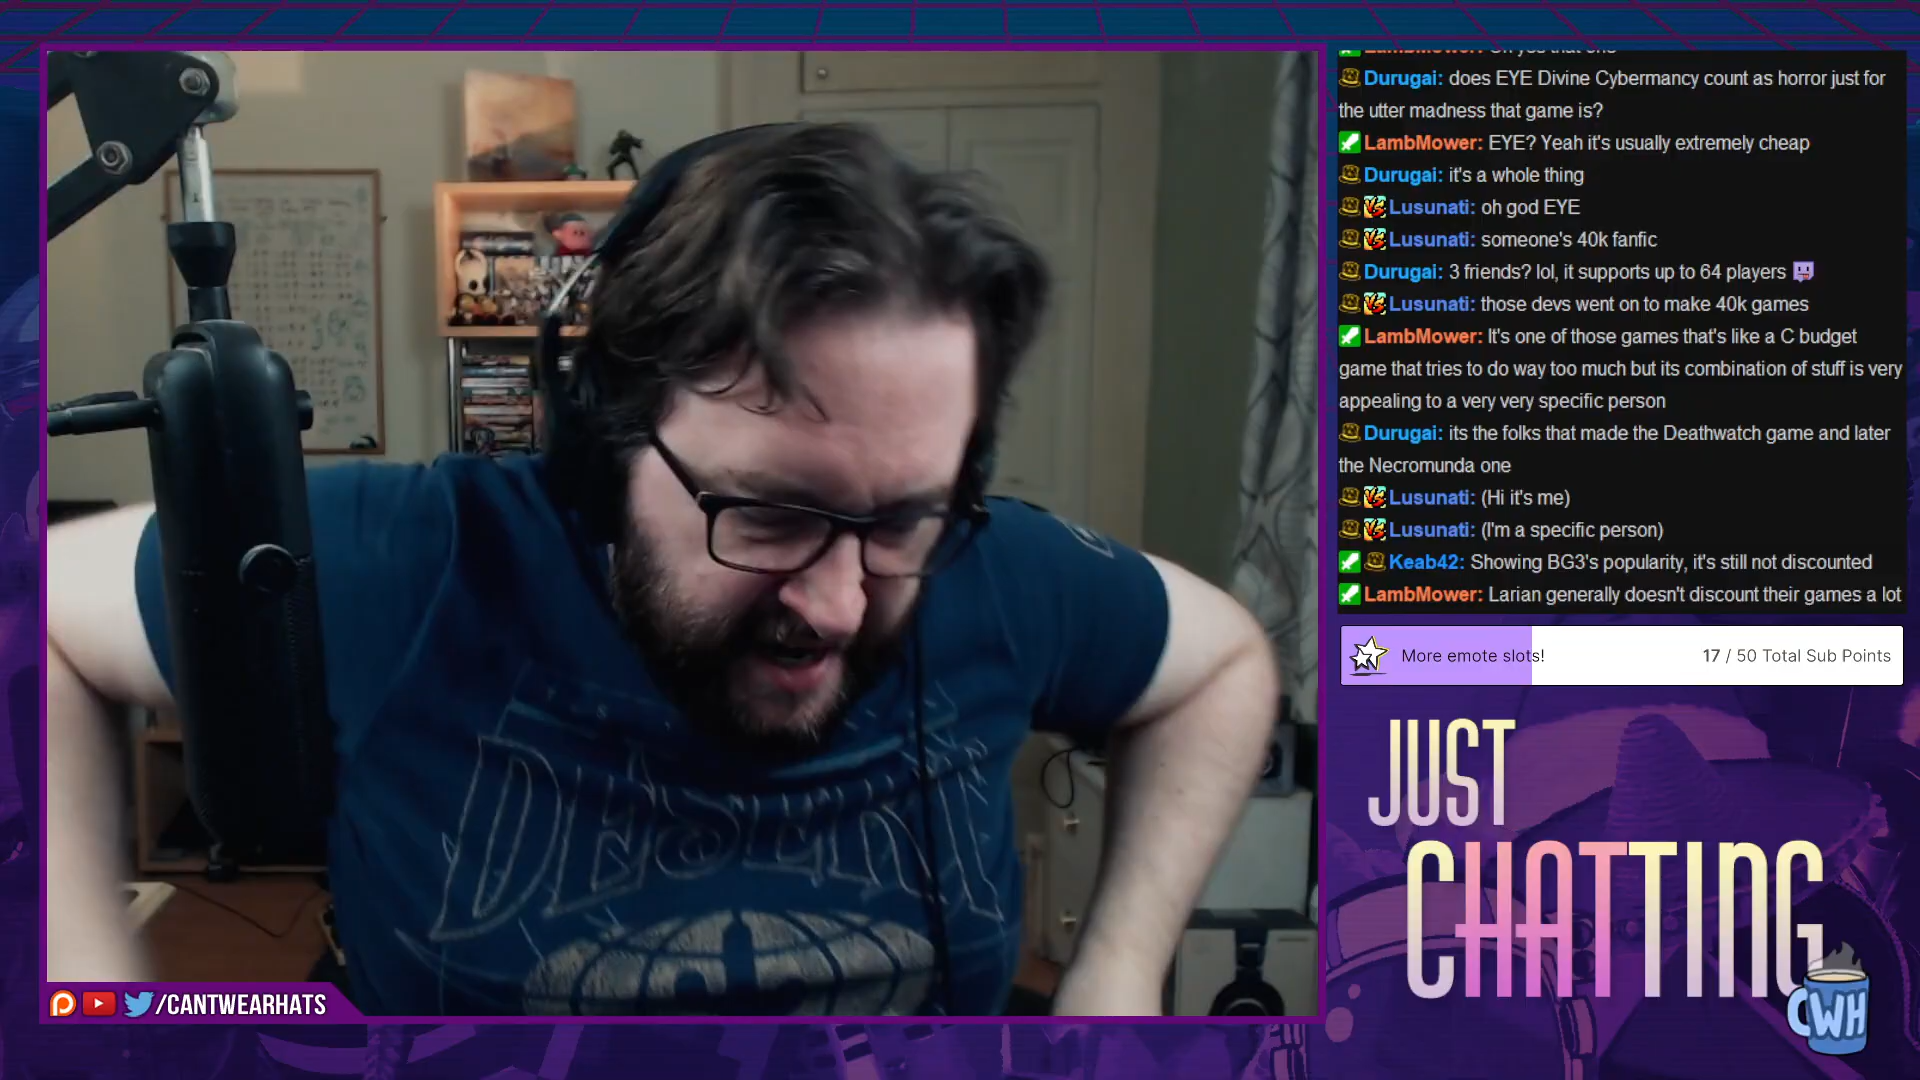 Durugai: does EYE Divine Cybermancy count as horror just for
the utter madness that game is?
LambMower: EYE? Yeah it's usually extremely cheap
Durugai: it's a whole thing
Lusunati: oh god EYE
Lusunati: someone's 40k fanfic
Durugai: 3 friends? lol, it supports up to 64 players
Lusunati: those devs went on to make 40k games
LambMower: It's one of those games that's like a C budget
game that tries to do way too much but its combination of stuff is very
appealing to a very very specific person
Durugai: its the folks that made the Deathwatch game and later
the Necromunda one
Lusunati: (Hi it's me)
Lusunati: (I'm a specific person)
Keab42: Showing BG3's popularity, it's still not discounted
LambMower: Larian generally doesn't discount their games a lot
More emote slots! 17 / 50 Total Sub Points
JUST
CHATTING
CWH
DESERT
/CANTWEARHATS